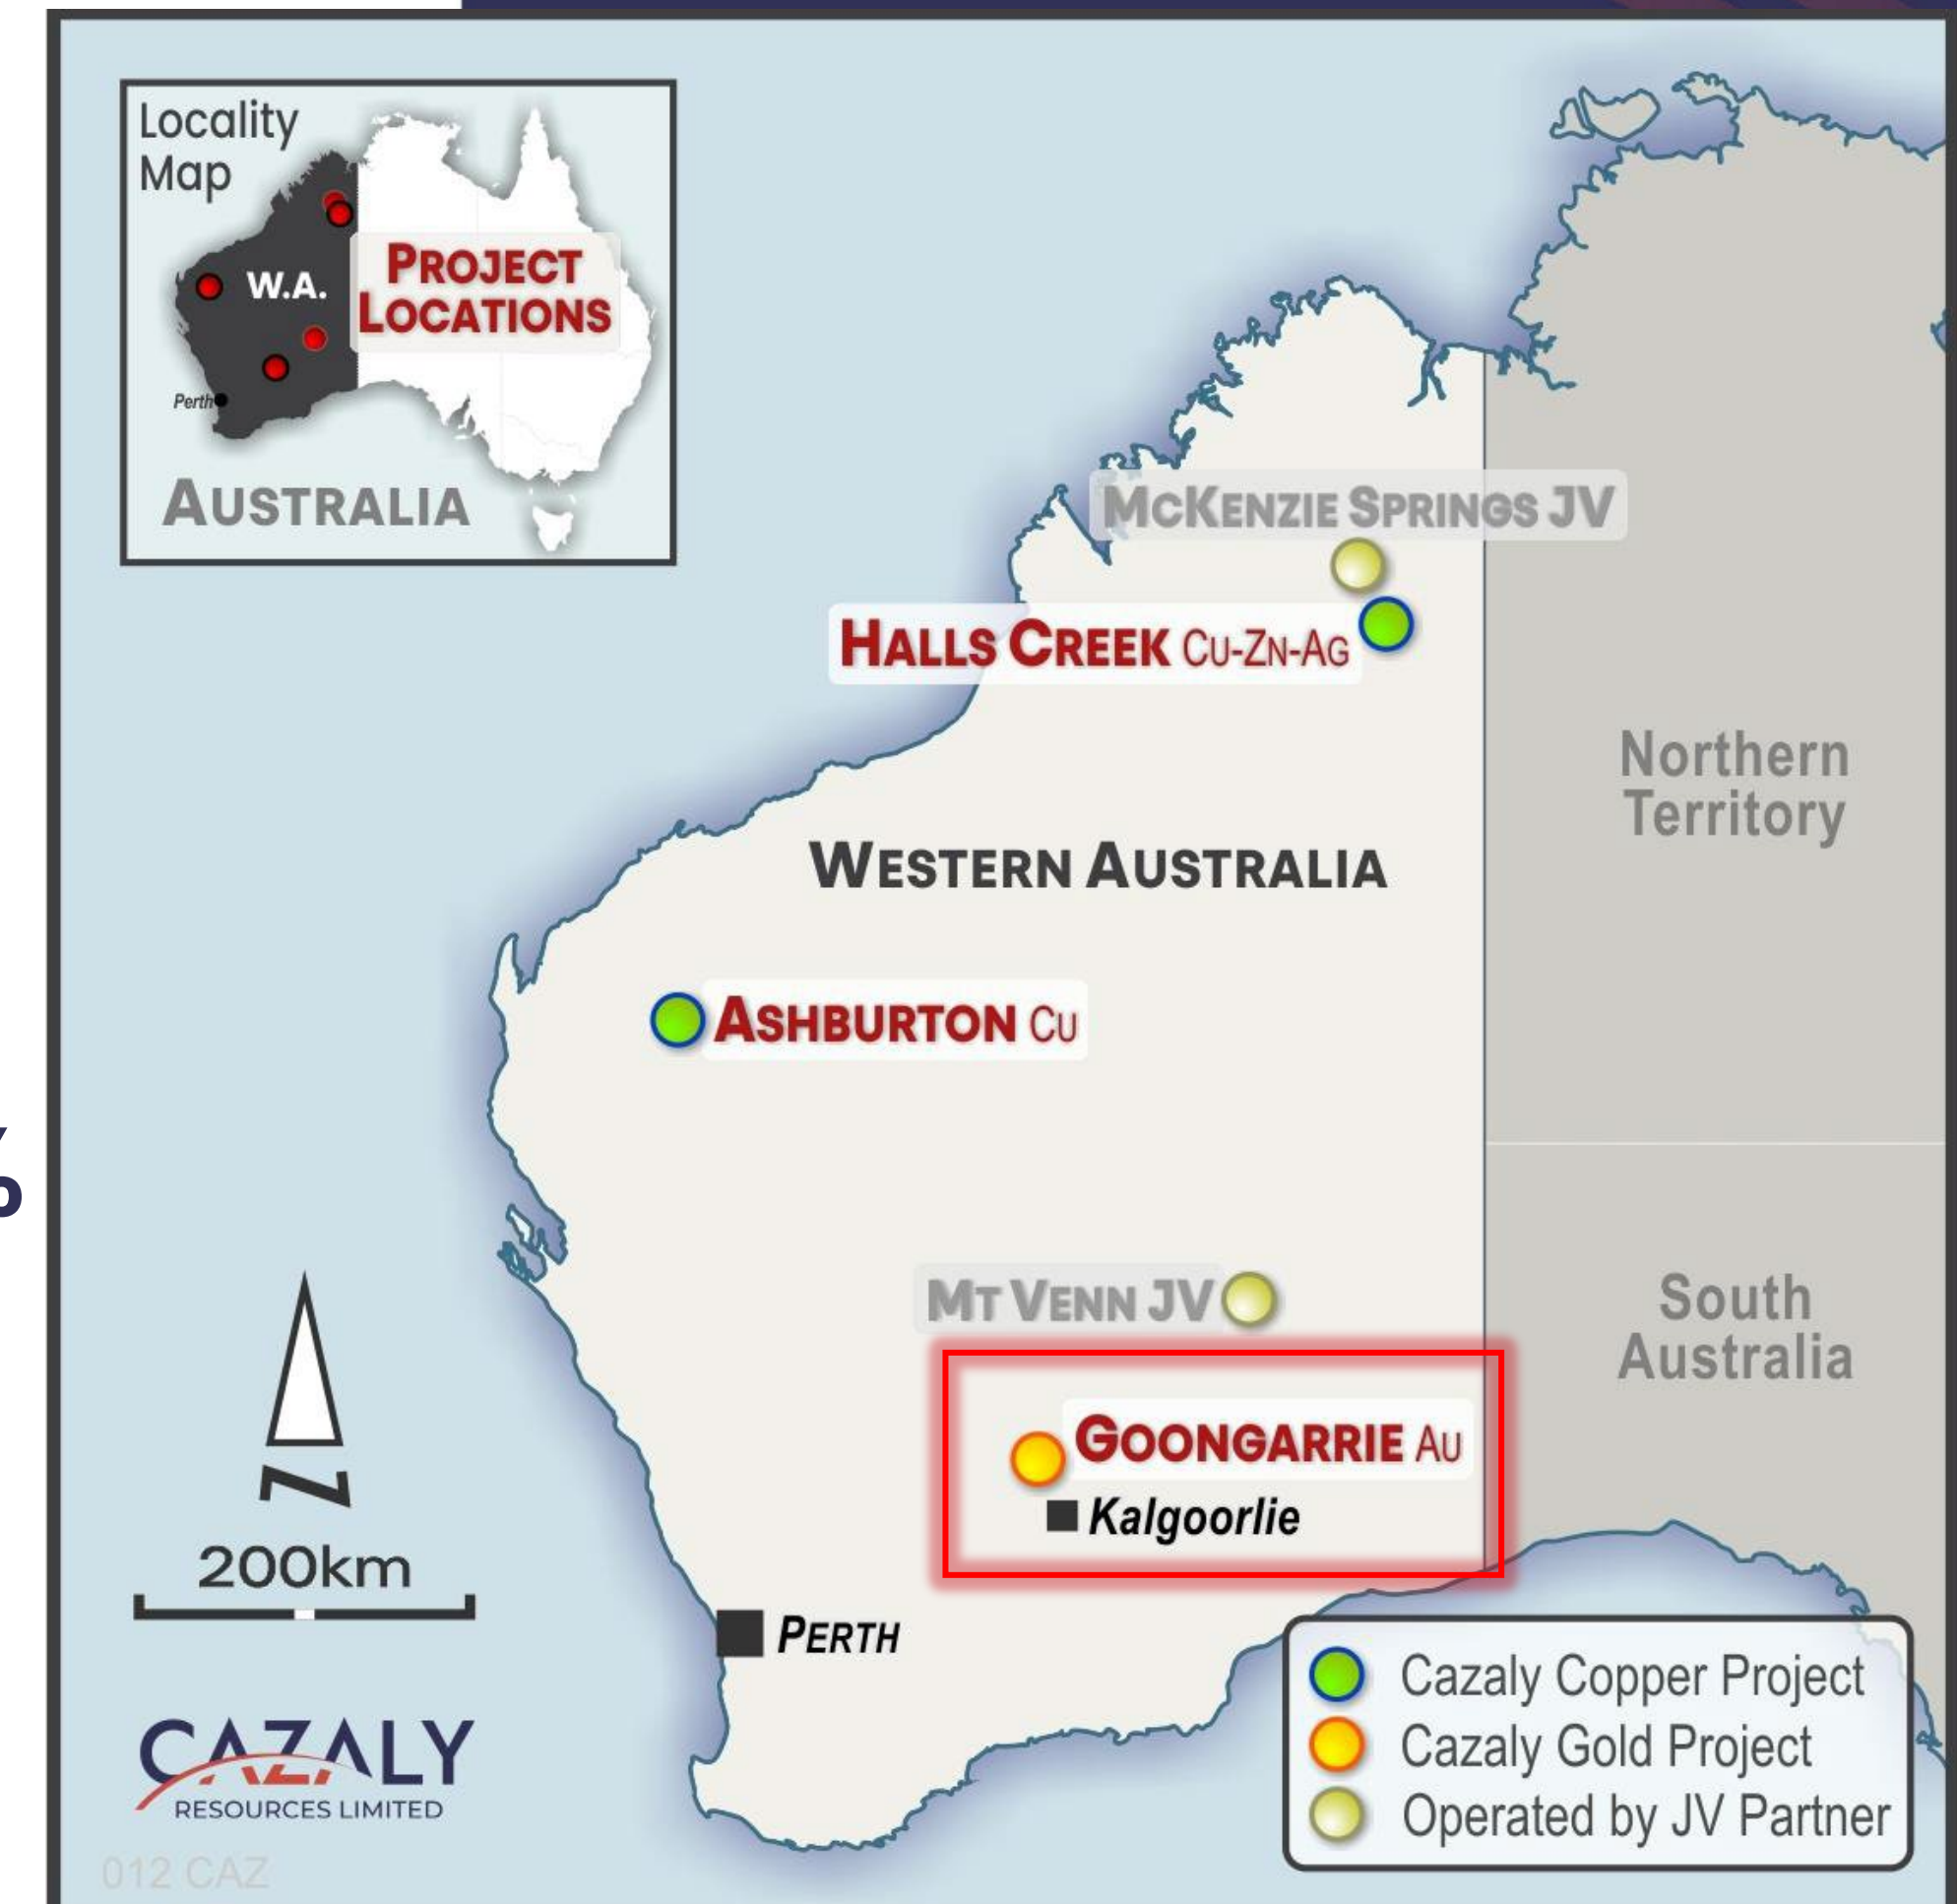 Locality
Map
W.A.
PROJECT
LOCATIONS
Perth
AUSTRALIA
MCKENZIE SPRINGS JV
HALLS CREEK CU-ZN-AG
Northern
Territory
WESTERN AUSTRALIA
ASHBURTON CU
%
MT VENN JV
South
Australia
GOONGARRIE AU
Kalgoorlie
N
200km
PERTH
CAZALY
RESOURCES LIMITED
012 CAZ
Cazaly Copper Project
Cazaly Gold Project
Operated by JV Partner